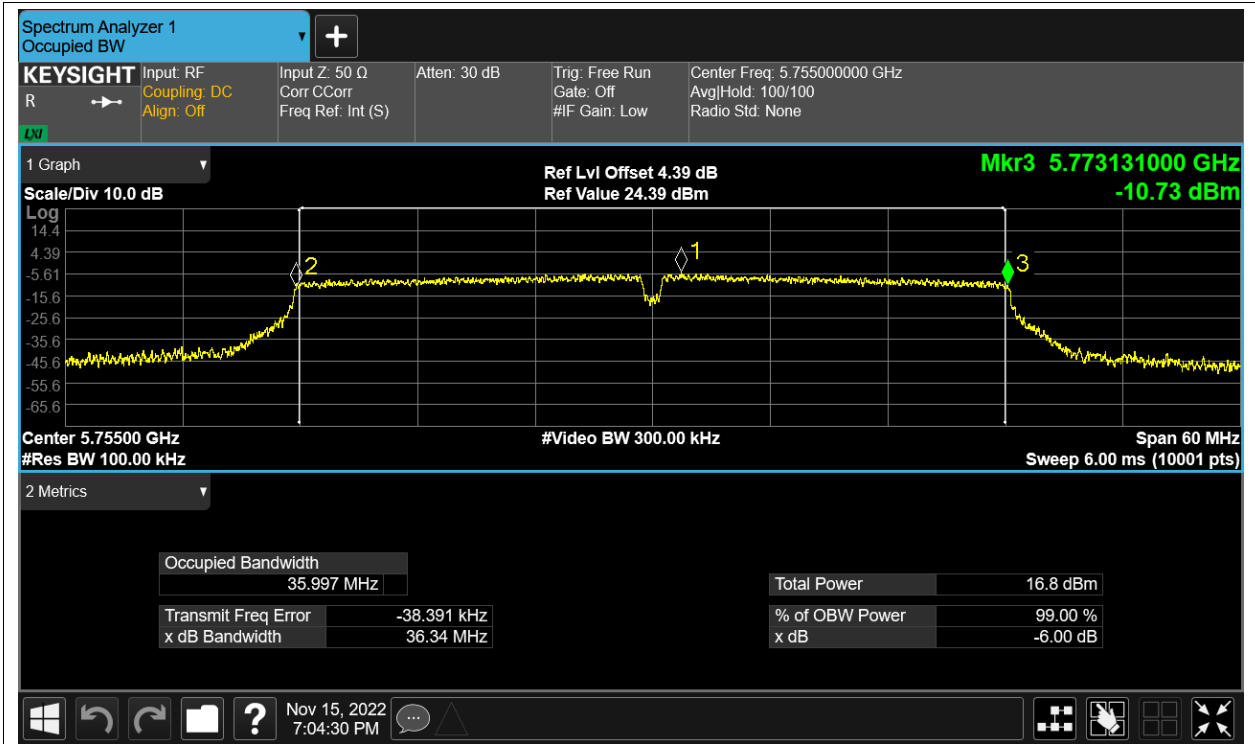 Spectrum Analyzer 1
Occupied BW
KEYSIGHT
R
LXI
Input: RF
Coupling: DC
Align: Off
Input Z: 50 Ω
Corr CCorr
Freq Ref: Int (S)
Atten: 30 dB
Trig: Free Run
Gate: Off
#IF Gain: Low
Center Freq: 5.755000000 GHz
Avg|Hold: 100/100
Radio Std: None
1 Graph
Scale/Div 10.0 dB
Ref Lvl Offset 4.39 dB
Ref Value 24.39 dBm
Mkr3 5.773131000 GHz
-10.73 dBm
Log
14.4
4.39
-5.61
-15.6
-25.6
-35.6
-45.6
-55.6
-65.6
2
1
3
Center 5.75500 GHz
#Res BW 100.00 kHz
#Video BW 300.00 kHz
Span 60 MHz
Sweep 6.00 ms (10001 pts)
2 Metrics
Occupied Bandwidth
35.997 MHz
Transmit Freq Error -38.391 kHz
x dB Bandwidth 36.34 MHz
Total Power 16.8 dBm
% of OBW Power 99.00 %
x dB -6.00 dB
?
Nov 15, 2022
7:04:30 PM